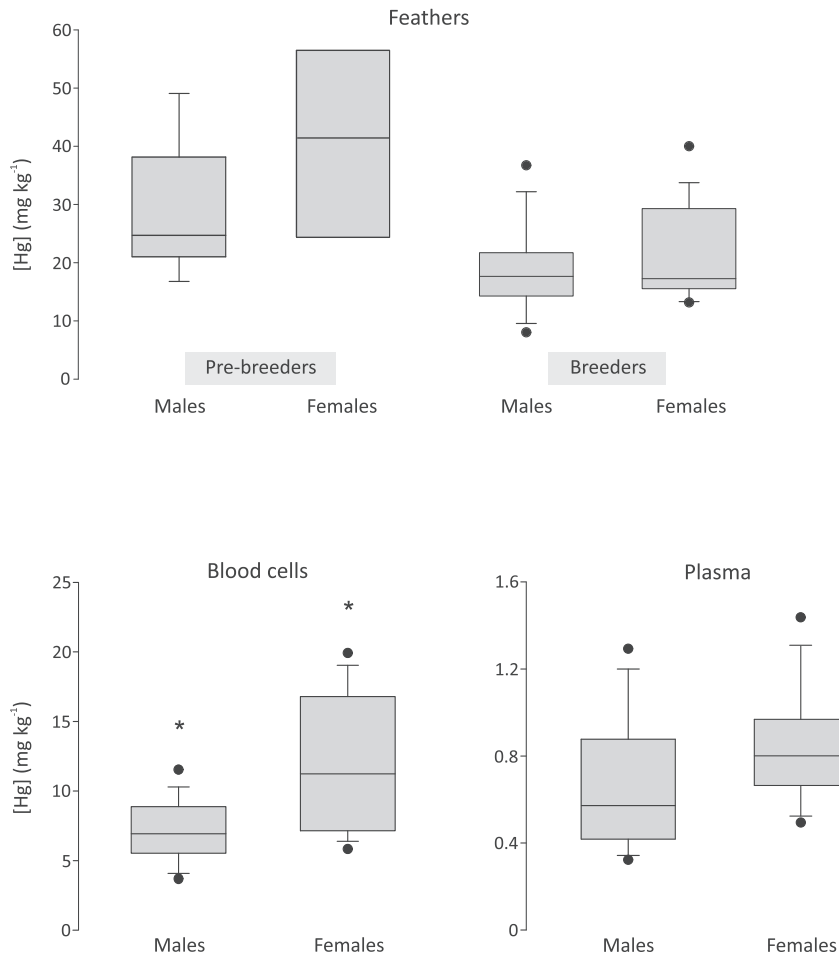 Feathers
60
50
40
30
20
10
0
[Hg] (mg kg⁻¹)
Pre-breeders
Breeders
Males
Females
Males
Females
Blood cells
25
20
15
10
5
0
[Hg] (mg kg⁻¹)
*
*
Males
Females
Plasma
1.6
1.2
0.8
0.4
0
Males
Females